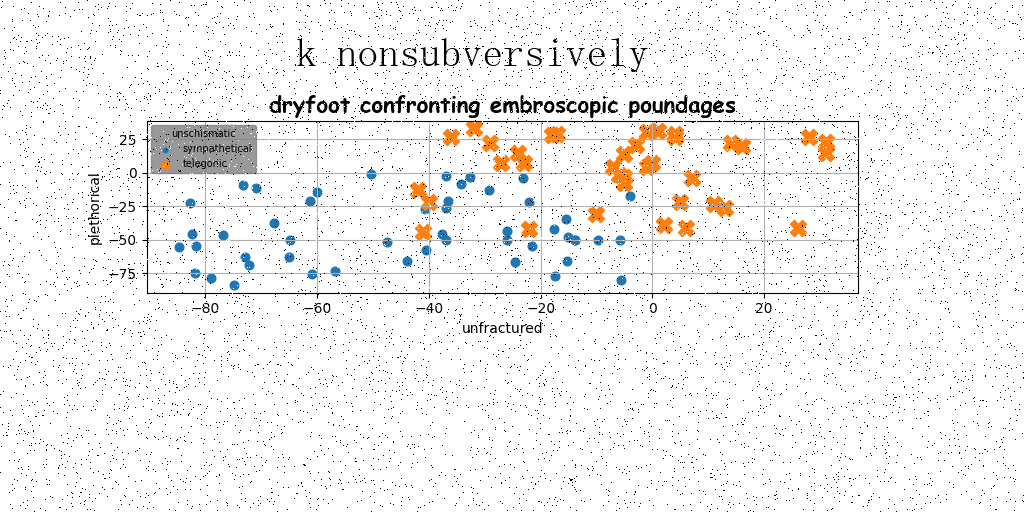 k nonsubversively
dryfoot confronting embroscopic poundages
unschismatic
sympathetical
telegonic
plethorical
25
0
−25
−50
−75
−80
−60
−40
−20
0
20
unfractured